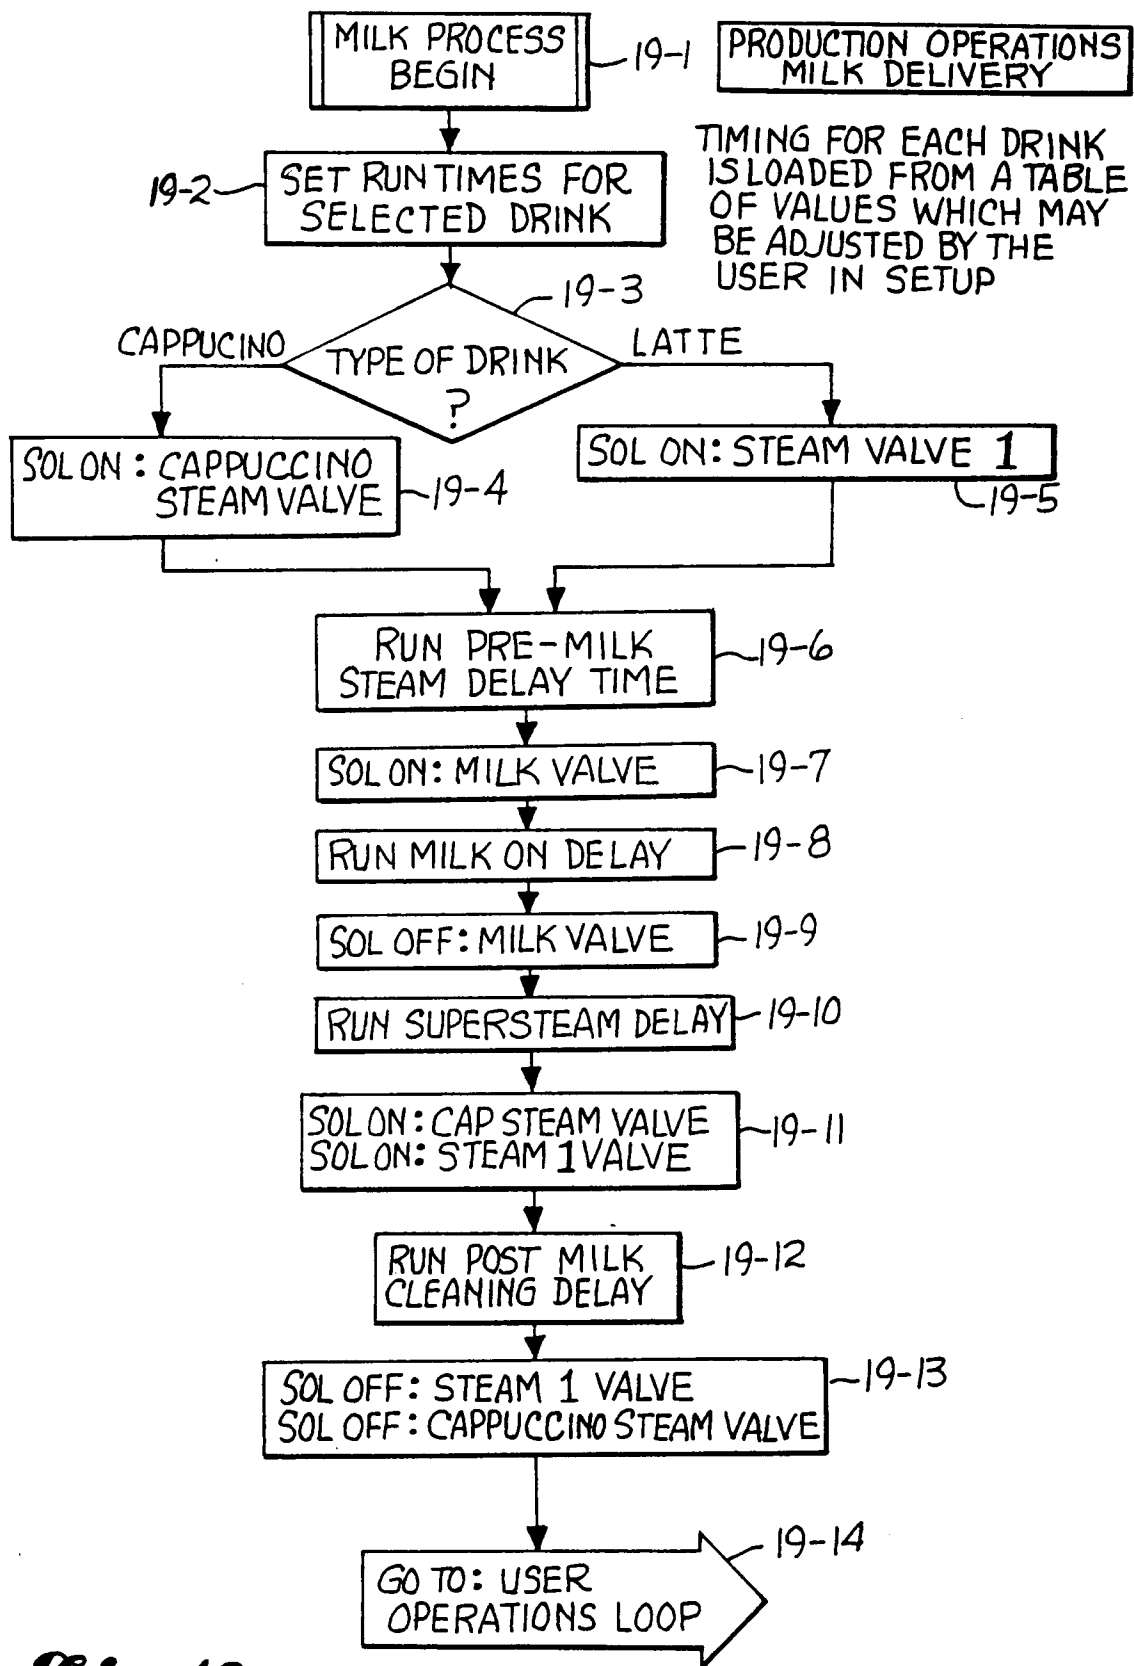 MILK PROCESS
BEGIN
19-1
PRODUCTION OPERATIONS
MILK DELIVERY
TIMING FOR EACH DRINK
IS LOADED FROM A TABLE
OF VALUES WHICH MAY
BE ADJUSTED BY THE
USER IN SETUP
19-2
SET RUN TIMES FOR
SELECTED DRINK
19-3
CAPPUCINO
TYPE OF DRINK
?
LATTE
SOL ON: CAPPUCCINO
STEAM VALVE
19-4
SOL ON: STEAM VALVE 1
19-5
RUN PRE-MILK
STEAM DELAY TIME
19-6
SOL ON: MILK VALVE
19-7
RUN MILK ON DELAY
19-8
SOL OFF: MILK VALVE
19-9
RUN SUPERSTEAM DELAY
19-10
SOL ON: CAP STEAM VALVE
SOL ON: STEAM 1 VALVE
19-11
RUN POST MILK
CLEANING DELAY
19-12
SOL OFF: STEAM 1 VALVE
SOL OFF: CAPPUCCINO STEAM VALVE
19-13
GO TO: USER
OPERATIONS LOOP
19-14